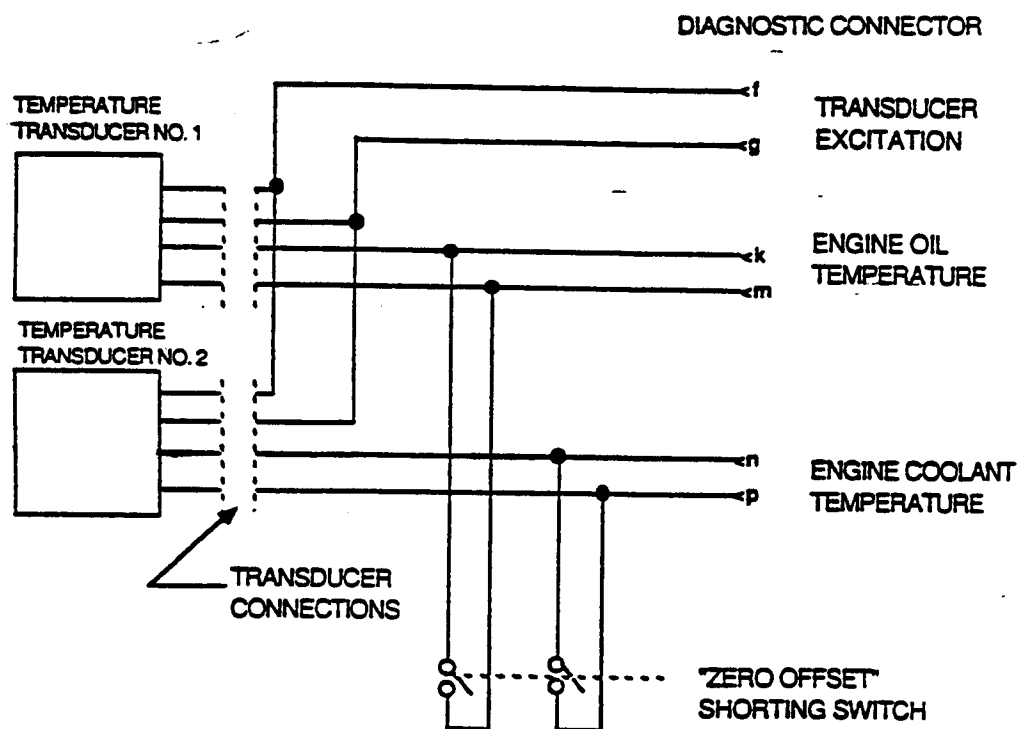 DIAGNOSTIC CONNECTOR
TEMPERATURE
TRANSDUCER NO. 1
f
TRANSDUCER
EXCITATION
g
k
ENGINE OIL
TEMPERATURE
m
TEMPERATURE
TRANSDUCER NO. 2
n
ENGINE COOLANT
TEMPERATURE
p
TRANSDUCER
CONNECTIONS
"ZERO OFFSET"
SHORTING SWITCH